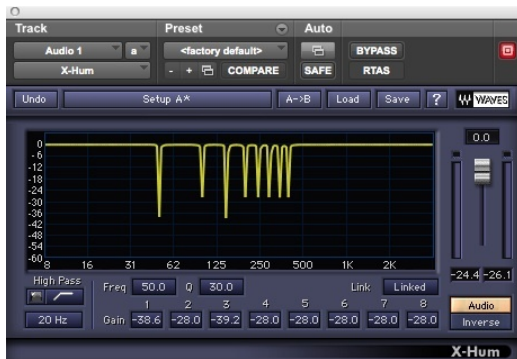 Track Preset Auto
Audio 1 a <factory default> BYPASS
X-Hum - + COMPARE SAFE RTAS
Undo Setup A* A->B Load Save ? WAVES
0.0
0
-6
-12
-18
-24
-30
-36
-42
-48
-54
-60
8 16 31 62 125 250 500 1K 2K
-24.4 -26.1
High Pass Freq 50.0 Q 30.0 Link Linked
1 2 3 4 5 6 7 8
20 Hz Gain -38.6 -28.0 -39.2 -28.0 -28.0 -28.0 -28.0 -28.0
Audio
Inverse
X-Hum